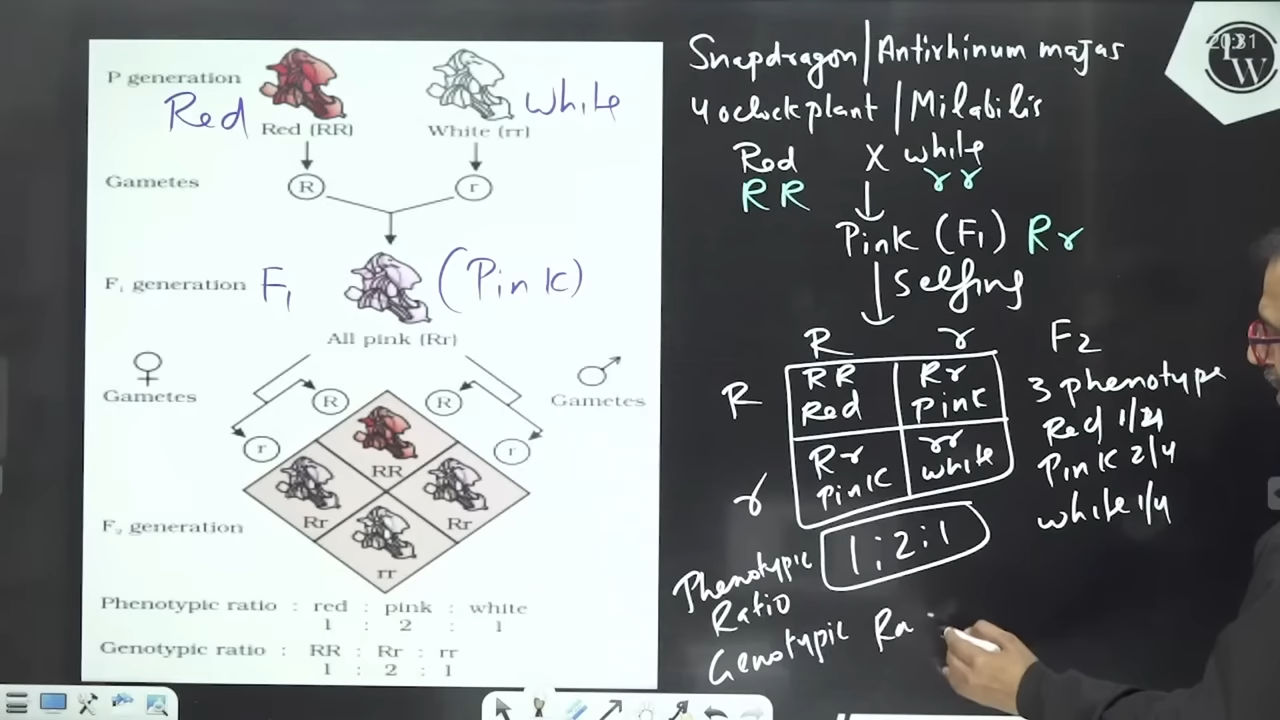 P generation
Red
white
Red (RR)
White (rr)
Gametes
R
r
F₁ generation
F₁
(Pink)
All pink (Rr)
Gametes
Gametes
R
R
r
r
RR
Rr
Rr
rr
F₂ generation
Phenotypic ratio : red : pink : white
1 : 2 : 1
Genotypic ratio : RR : Rr : rr
1 : 2 : 1
Snapdragon / Antirhinum majas
4 oclock plant / Milabilis
Red X white
RR rr
Pink (F₁) Rr
Selfing
R r
R
RR
Red
Rr
Pink
r
Rr
Pink
rr
white
F2
3 phenotype
Red
Pink 2/4
white 1/4
Phenotypic
Ratio
1 : 2 : 1
Genotypic Ra
W